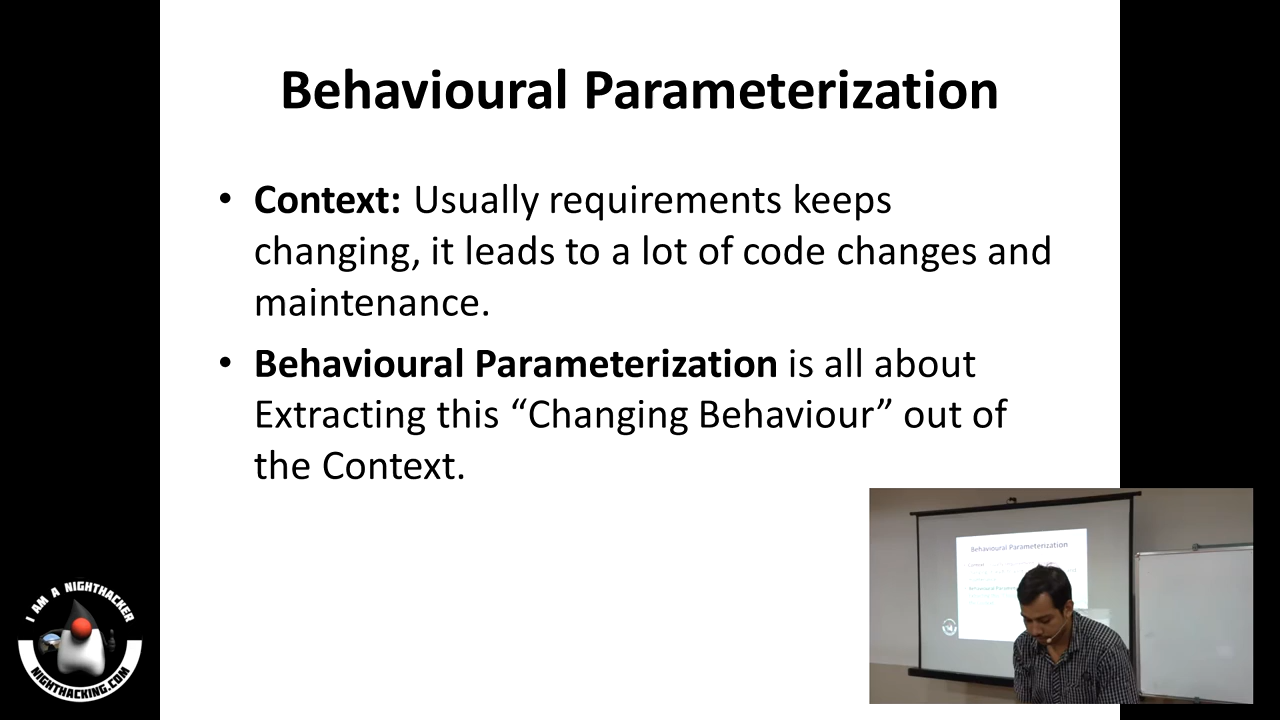 Behavioural Parameterization
• Context: Usually requirements keeps
changing, it leads to a lot of code changes and
maintenance.
• Behavioural Parameterization is all about
Extracting this “Changing Behaviour” out of
the Context.
I AM A NIGHTHACKER
NIGHTHACKING.COM
Behavioural Parameterization